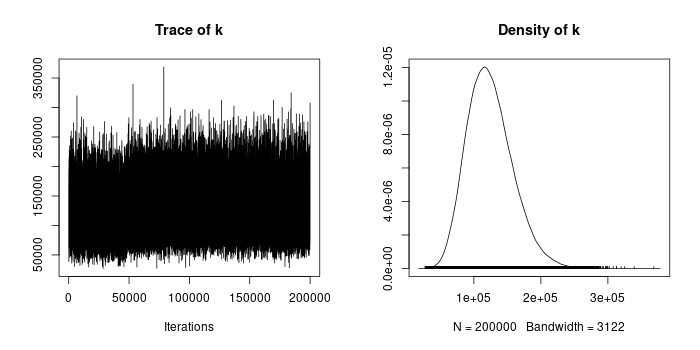 Trace of k
350000
250000
150000
50000
0 50000 100000 150000 200000
Iterations
Density of k
1.2e-05
8.0e-06
4.0e-06
0.0e+00
1e+05 2e+05 3e+05
N = 200000 Bandwidth = 3122